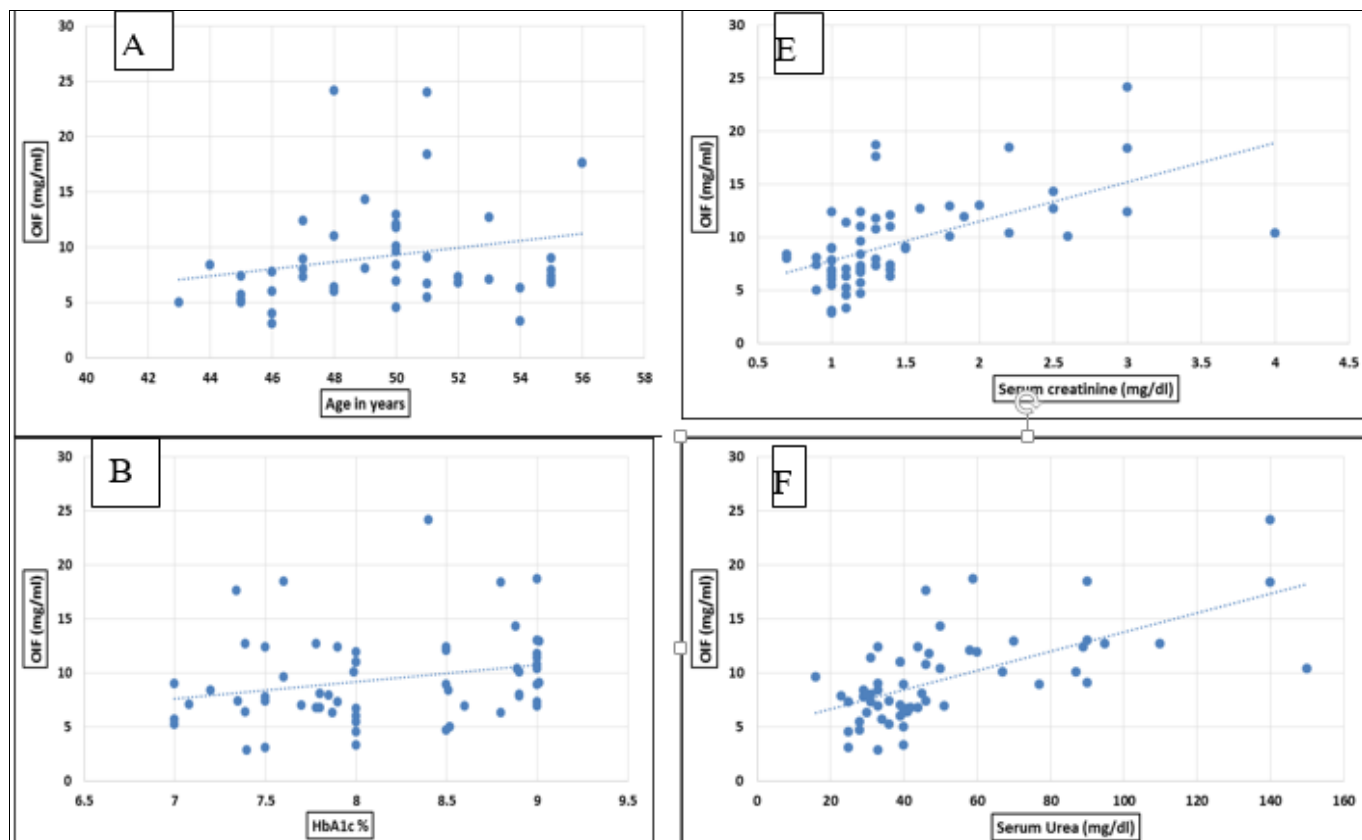 A
30
25
20
15
10
5
0
OIF (mg/ml)
40 42 44 46 48 50 52 54 56 58
Age in years
E
30
25
20
15
10
5
0
OIF (mg/ml)
0.5 1 1.5 2 2.5 3 3.5 4 4.5
Serum creatinine (mg/dl)
B
30
25
20
15
10
5
0
OIF (mg/ml)
6.5 7 7.5 8 8.5 9 9.5
HbA1c %
F
30
25
20
15
10
5
0
OIF (mg/ml)
0 20 40 60 80 100 120 140 160
Serum Urea (mg/dl)